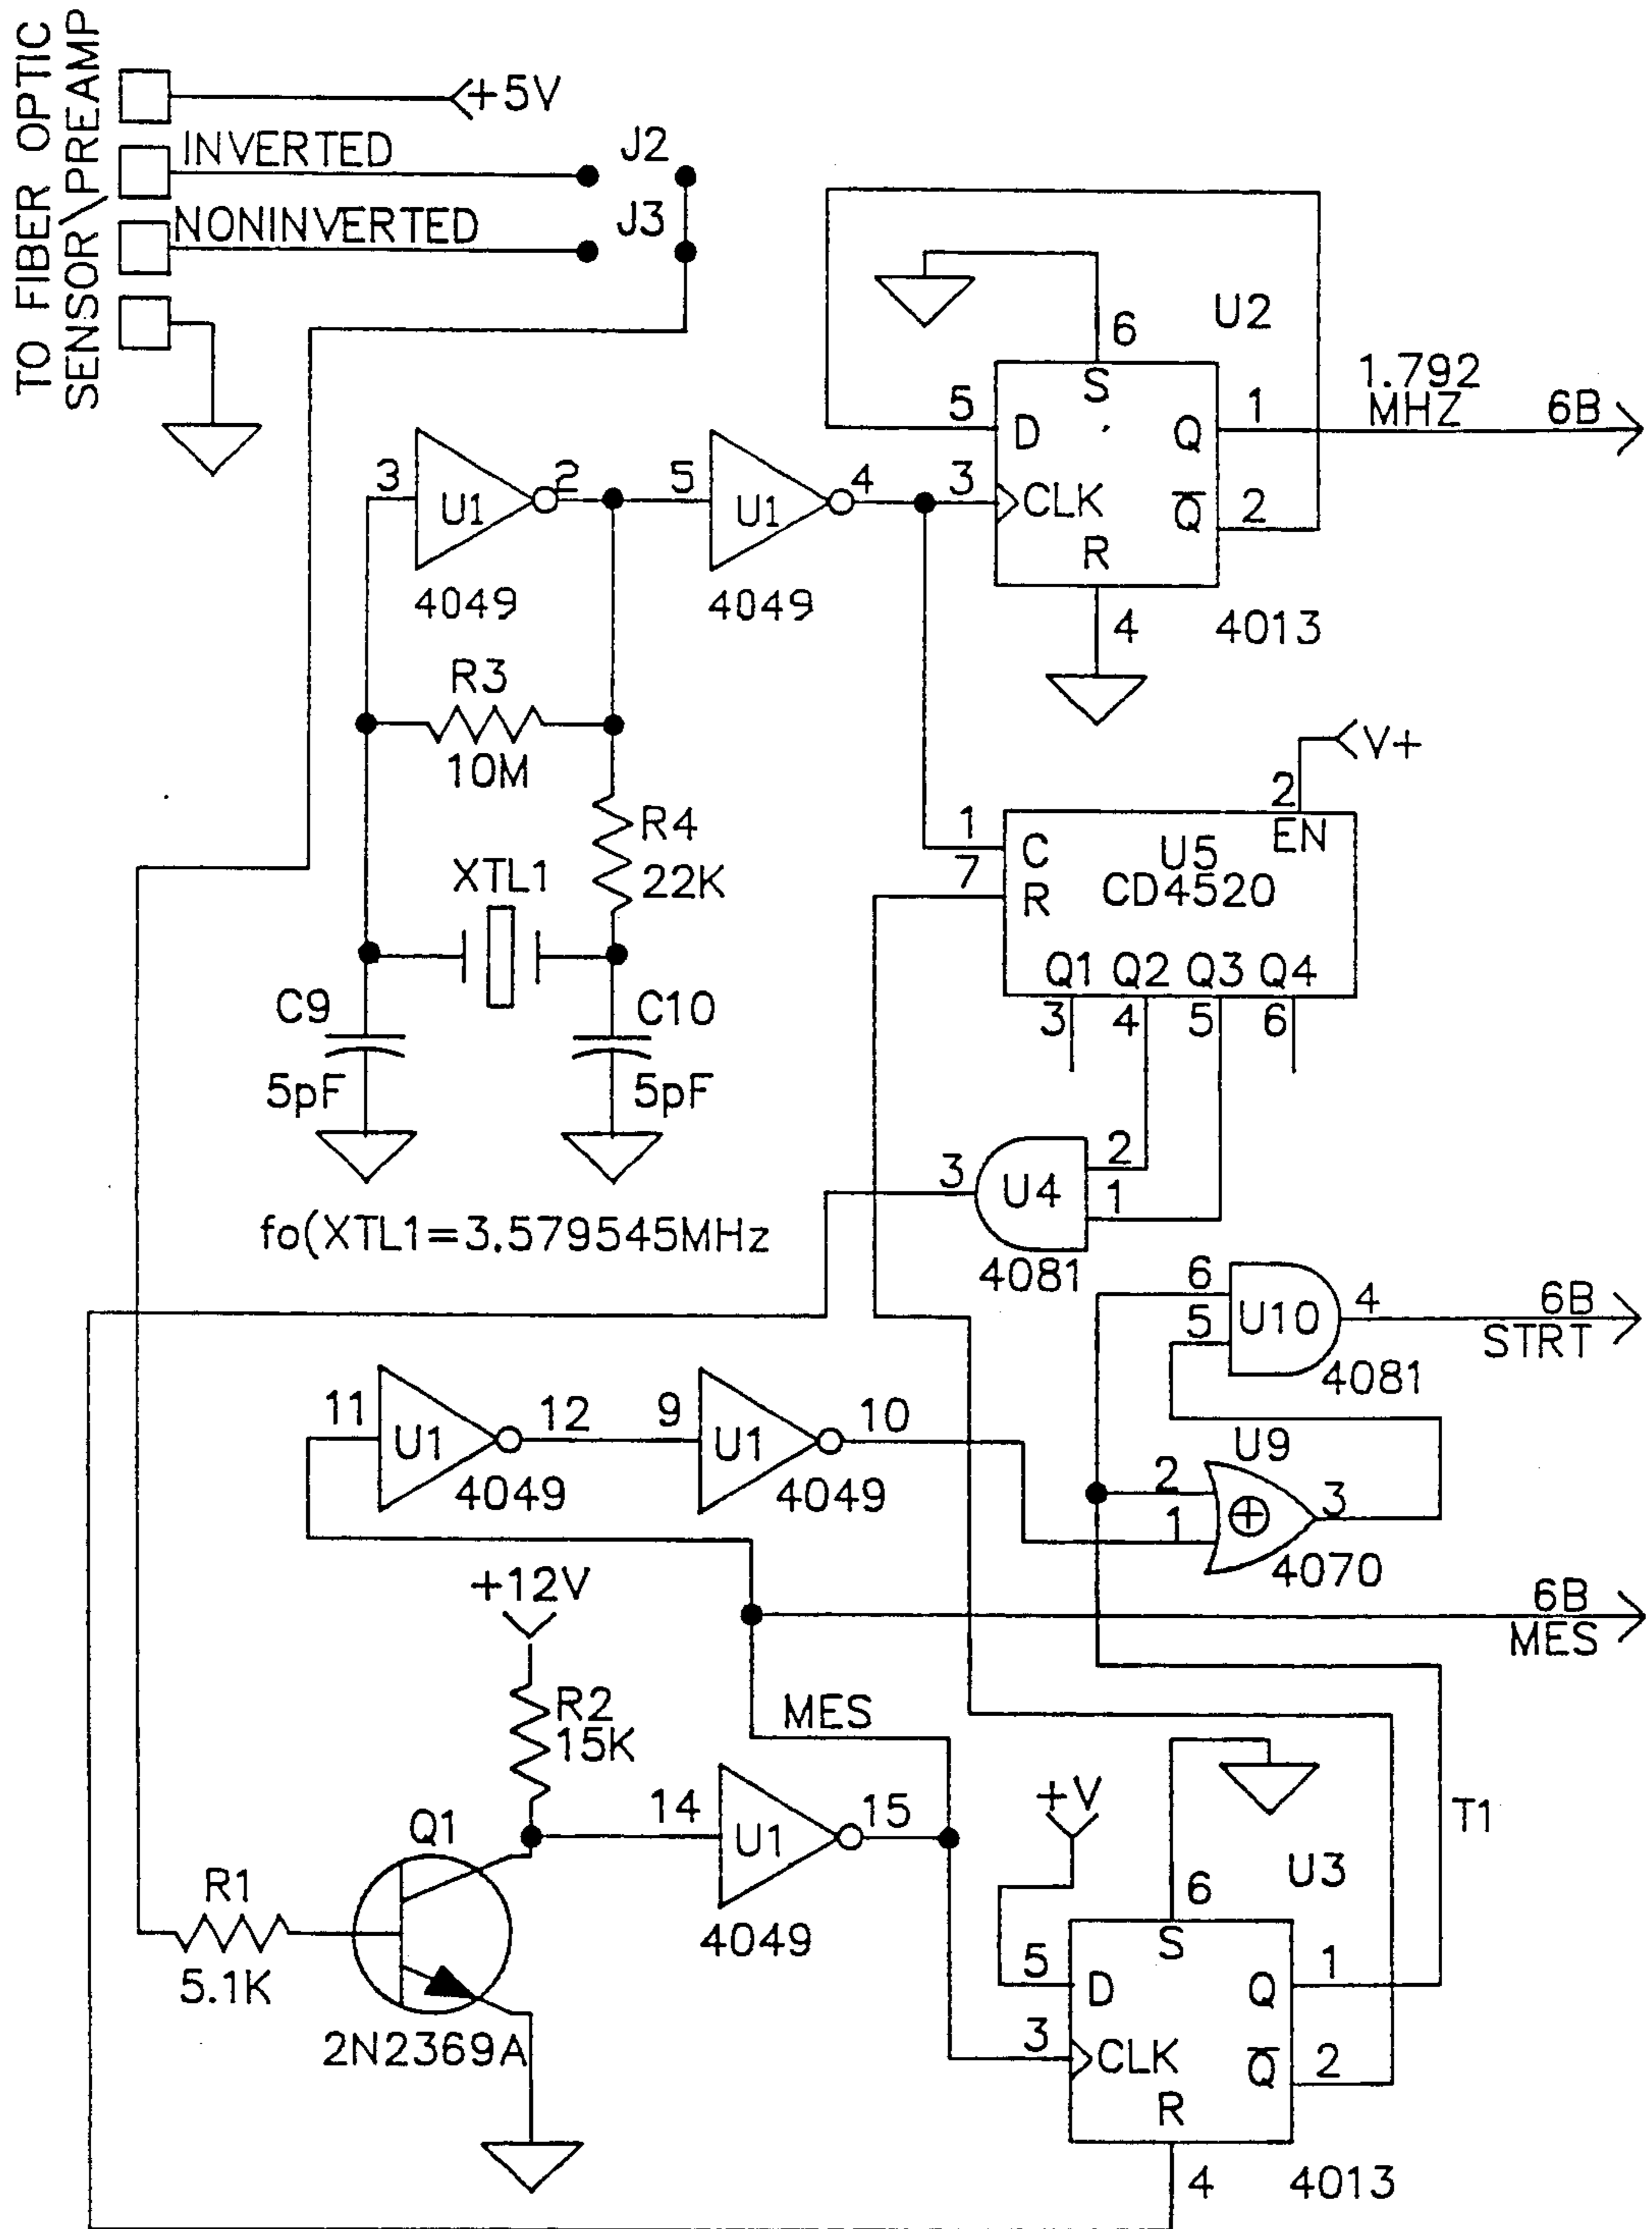 TO FIBER OPTIC
SENSOR\PREAMP
+5V
INVERTED
J2
NONINVERTED
J3
U2
6
S
5
D
Q
1
1.792
MHZ
6B
3
U1
2
4049
5
U1
4
4049
3
CLK
Q̅
2
R
4
4013
R3
10M
R4
22K
XTL1
C9
5pF
C10
5pF
fo(XTL1=3.579545MHz
V+
2
EN
1
C
7
R
U5
CD4520
Q1
Q2
Q3
Q4
3
4
5
6
3
U4
2
1
4081
6
5
U10
4
6B
STRT
4081
11
U1
12
4049
9
U1
10
4049
U9
2
1
3
4070
6B
MES
+12V
R2
15K
MES
Q1
14
U1
15
4049
R1
5.1K
2N2369A
+V
T1
U3
6
S
5
D
Q
1
3
CLK
Q̅
2
R
4
4013